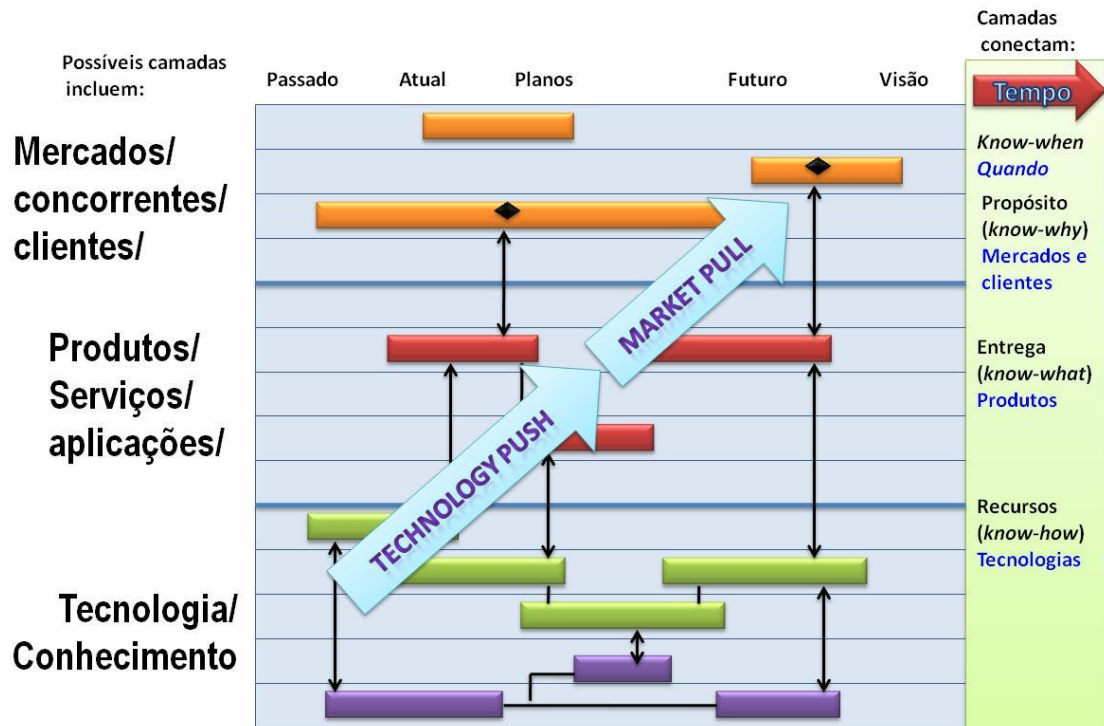 Possíveis camadas
incluem:
Passado
Atual
Planos
Futuro
Visão
Camadas
conectam:
Tempo
Mercados/
concorrentes/
clientes/
Know-when
Quando
Propósito
(know-why)
Mercados e
clientes
MARKET PULL
Produtos/
Serviços/
aplicações/
Entrega
(know-what)
Produtos
TECHNOLOGY PUSH
Tecnologia/
Conhecimento
Recursos
(know-how)
Tecnologias